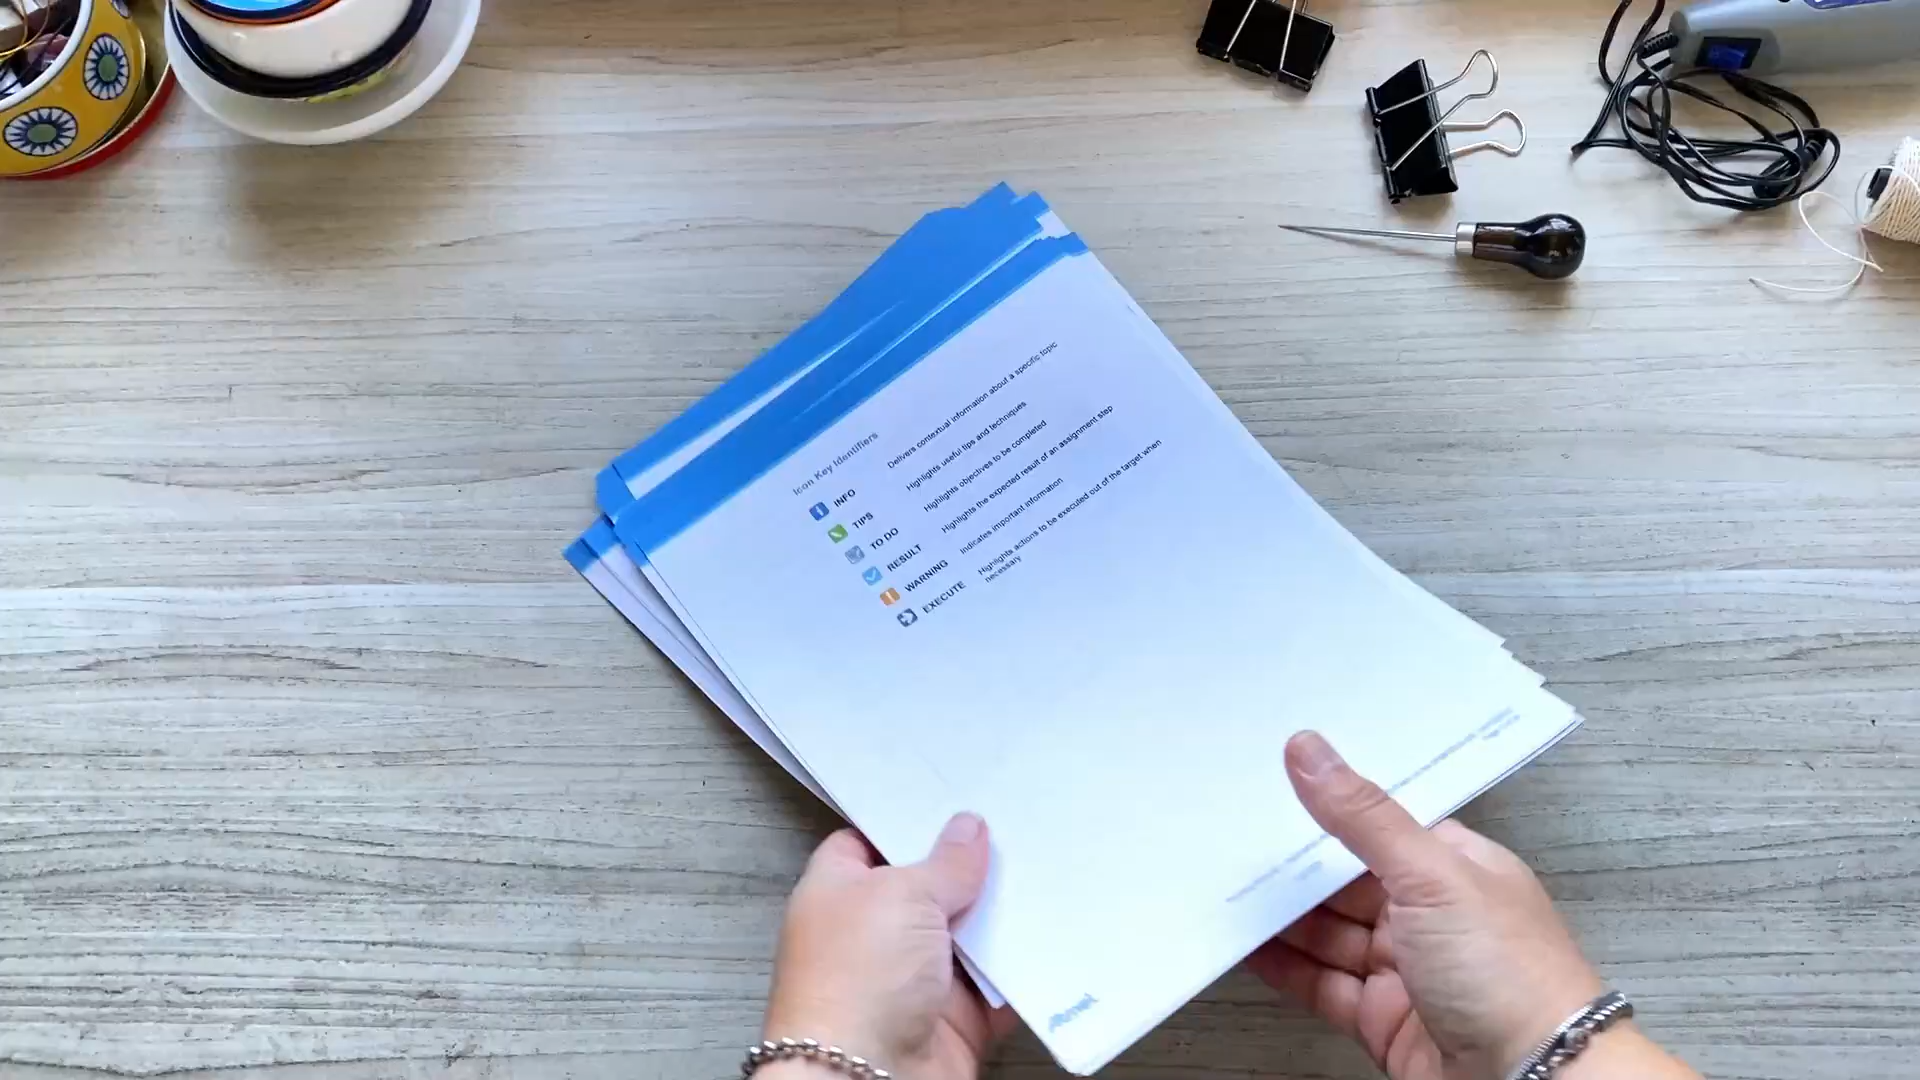 Icon Key Identifiers
INFO Delivers contextual information about a specific topic
TIPS Highlights useful tips and techniques
TO DO Highlights objectives to be completed
RESULT Highlights the expected result of an assignment step
WARNING Indicates important information
EXECUTE Highlights actions to be executed out of the target when
necessary
Atmel